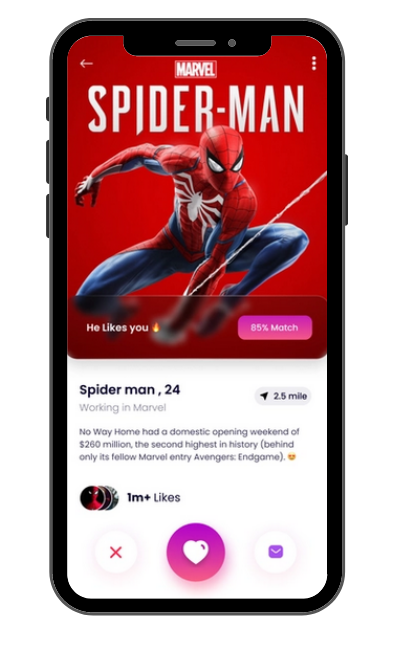 MARVEL
SPIDER-MAN
He Likes you 🔥
85% Match
Spider man , 24
2.5 mile
Working in Marvel
No Way Home had a domestic opening weekend of
$260 million, the second highest in history (behind
only its fellow Marvel entry Avengers: Endgame). 😍
1m+ Likes